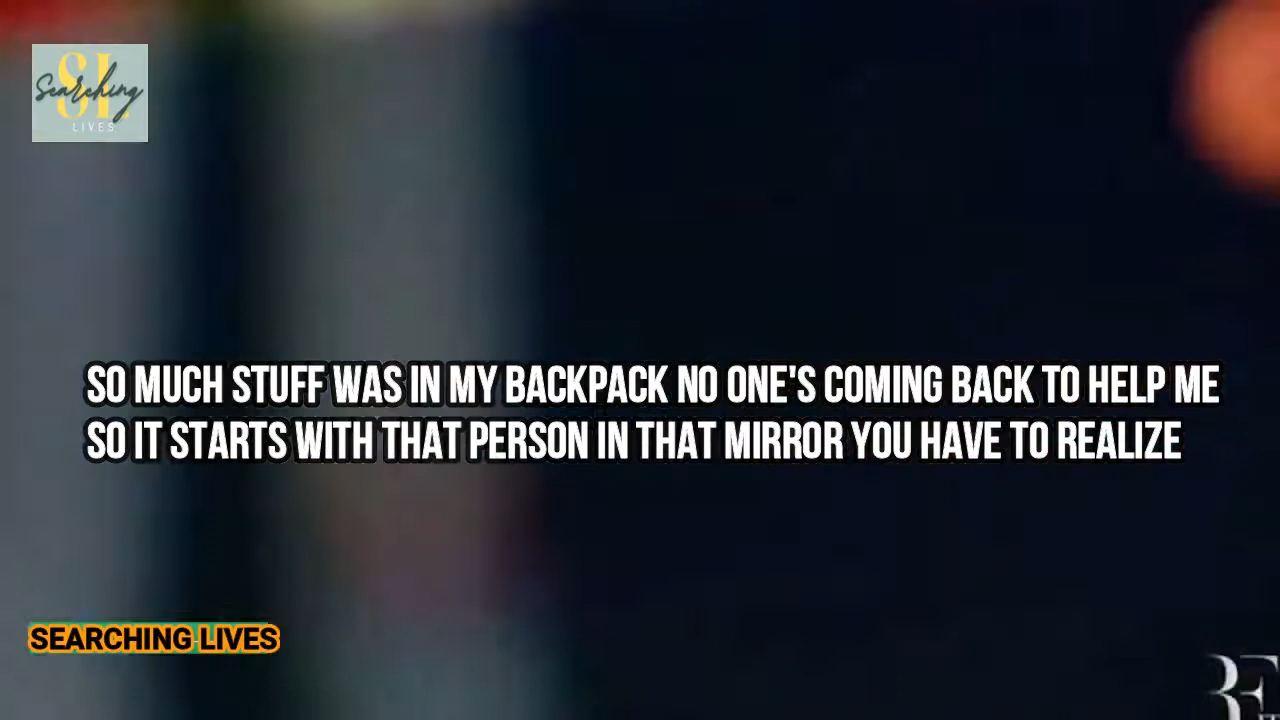 SL
Searching
LIVES
SO MUCH STUFF WAS IN MY BACKPACK NO ONE'S COMING BACK TO HELP ME
SO IT STARTS WITH THAT PERSON IN THAT MIRROR YOU HAVE TO REALIZE
SEARCHING LIVES